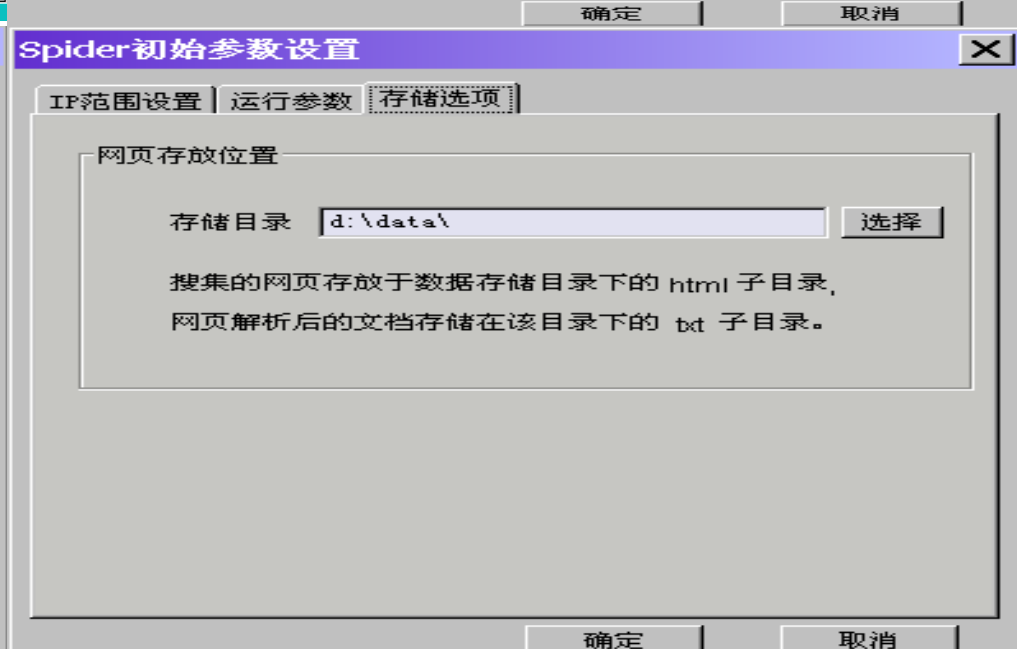 确定 取消
Spider初始参数设置
IP范围设置 运行参数 存储选项
网页存放位置
存储目录 d:\data\ 选择
搜集的网页存放于数据存储目录下的 html 子目录,
网页解析后的文档存储在该目录下的 txt 子目录。
确定 取消